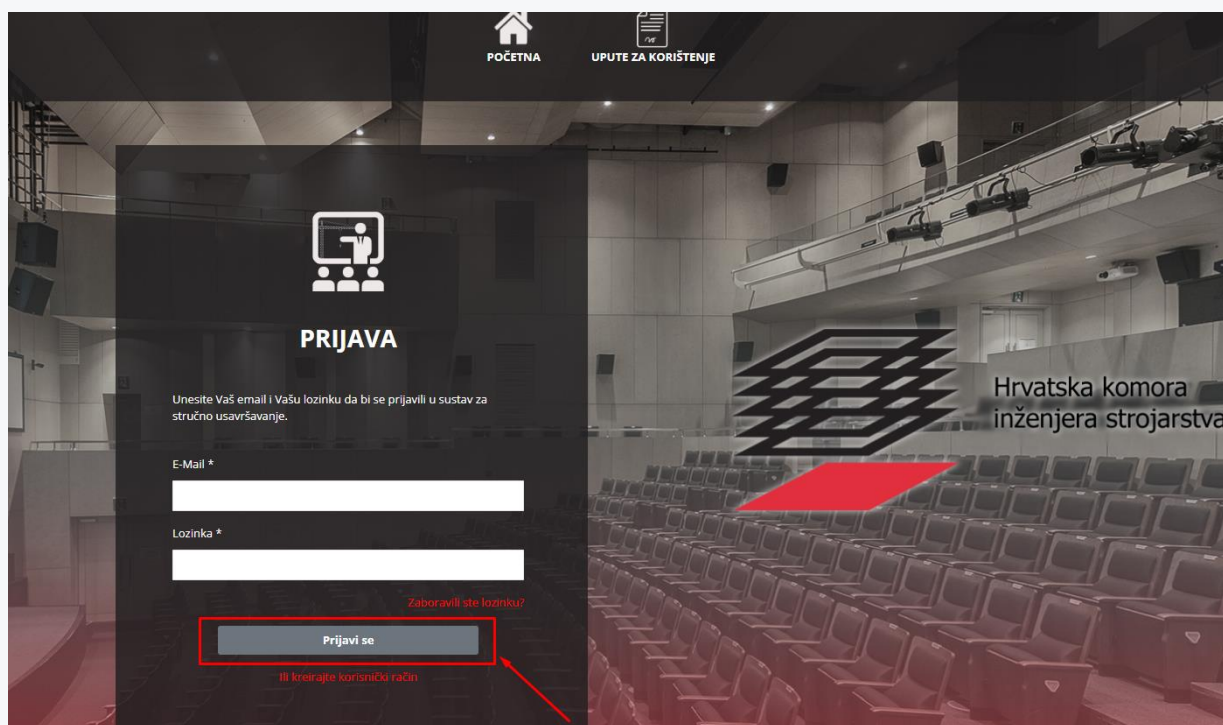 POČETNA
UPUTE ZA KORIŠTENJE
PRIJAVA
Unesite Vaš email i Vašu lozinku da bi se prijavili u sustav za
stručno usavršavanje.
E-Mail *
Lozinka *
Zaboravili ste lozinku?
Prijavi se
Ili kreirajte korisnički račun
Hrvatska komora
inženjera strojarstva